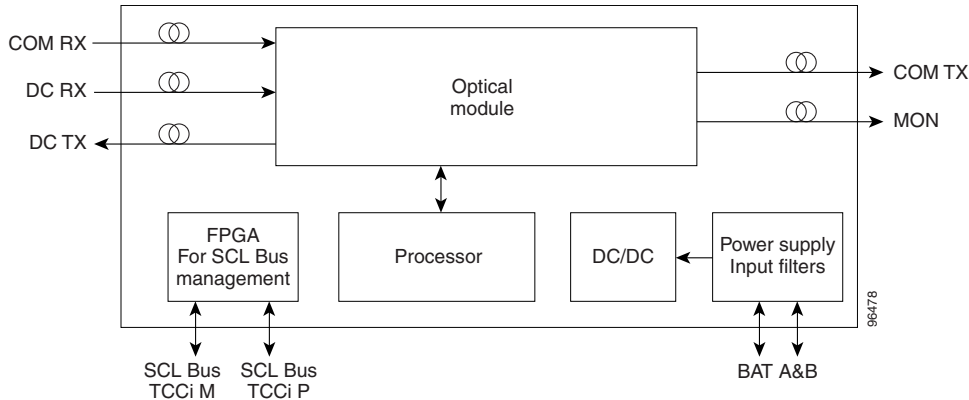 COM RX
DC RX
DC TX
Optical
module
COM TX
MON
FPGA
For SCL Bus
management
Processor
DC/DC
Power supply
Input filters
96478
SCL Bus
TCCi M
SCL Bus
TCCi P
BAT A&B